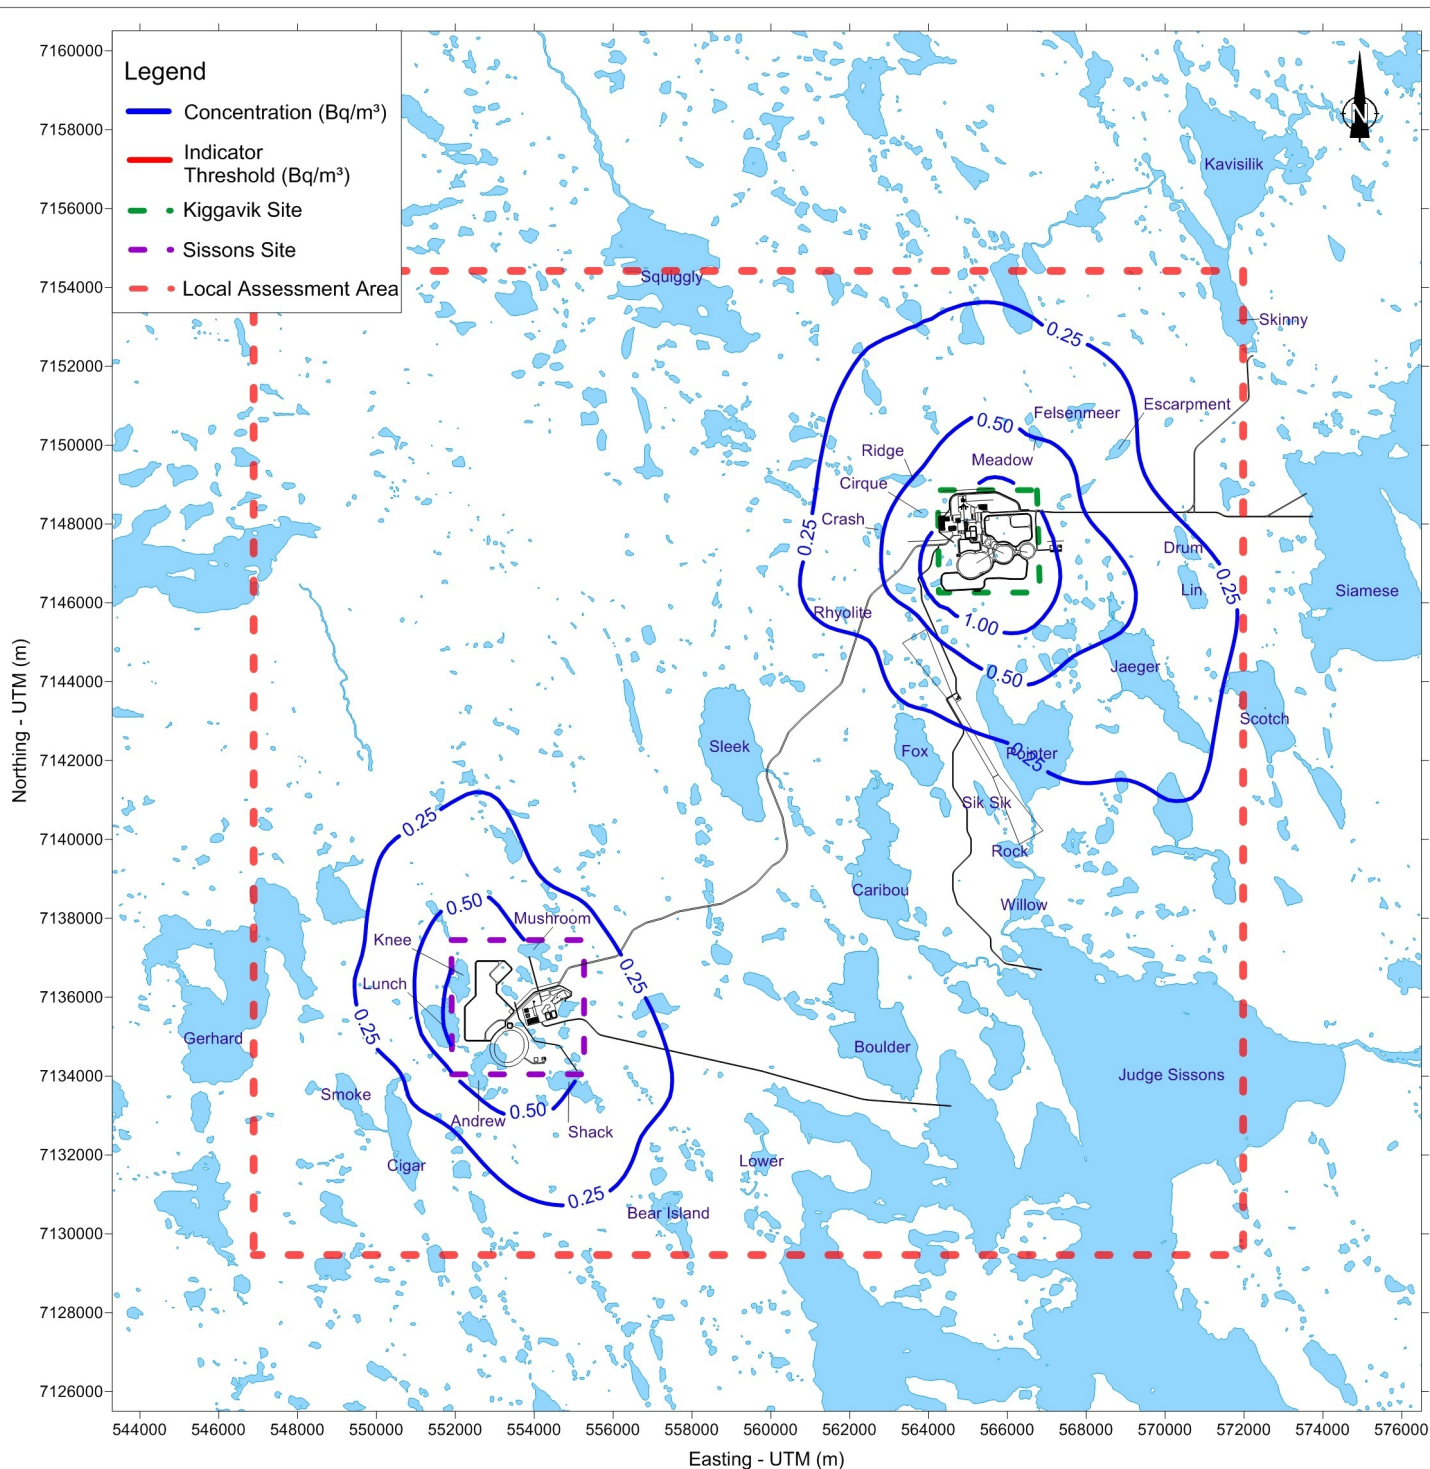 Legend
Concentration (Bq/m³)
Indicator
Threshold (Bq/m³)
Kiggavik Site
Sissons Site
Local Assessment Area
N
Kavisilik
Squiggly
Skinny
0.25
Felsenmeer
Escarpment
0.50
Ridge
Meadow
Cirque
Crash
0.25
Drum
Lin
0.25
Siamese
Rhyolite
1.00
0.50
Jaeger
Scotch
Sleek
Fox
Pointer
0.25
Sik Sik
Rock
0.25
Caribou
Willow
0.50
Mushroom
Knee
Lunch
0.25
0.25
Gerhard
Boulder
Judge Sissons
Smoke
Andrew
0.50
Shack
Cigar
Lower
0.25
Bear Island
7160000
7158000
7156000
7154000
7152000
7150000
7148000
7146000
7144000
7142000
7140000
7138000
7136000
7134000
7132000
7130000
7128000
7126000
Northing - UTM (m)
544000 546000 548000 550000 552000 554000 556000 558000 560000 562000 564000 566000 568000 570000 572000 574000 576000
Easting - UTM (m)